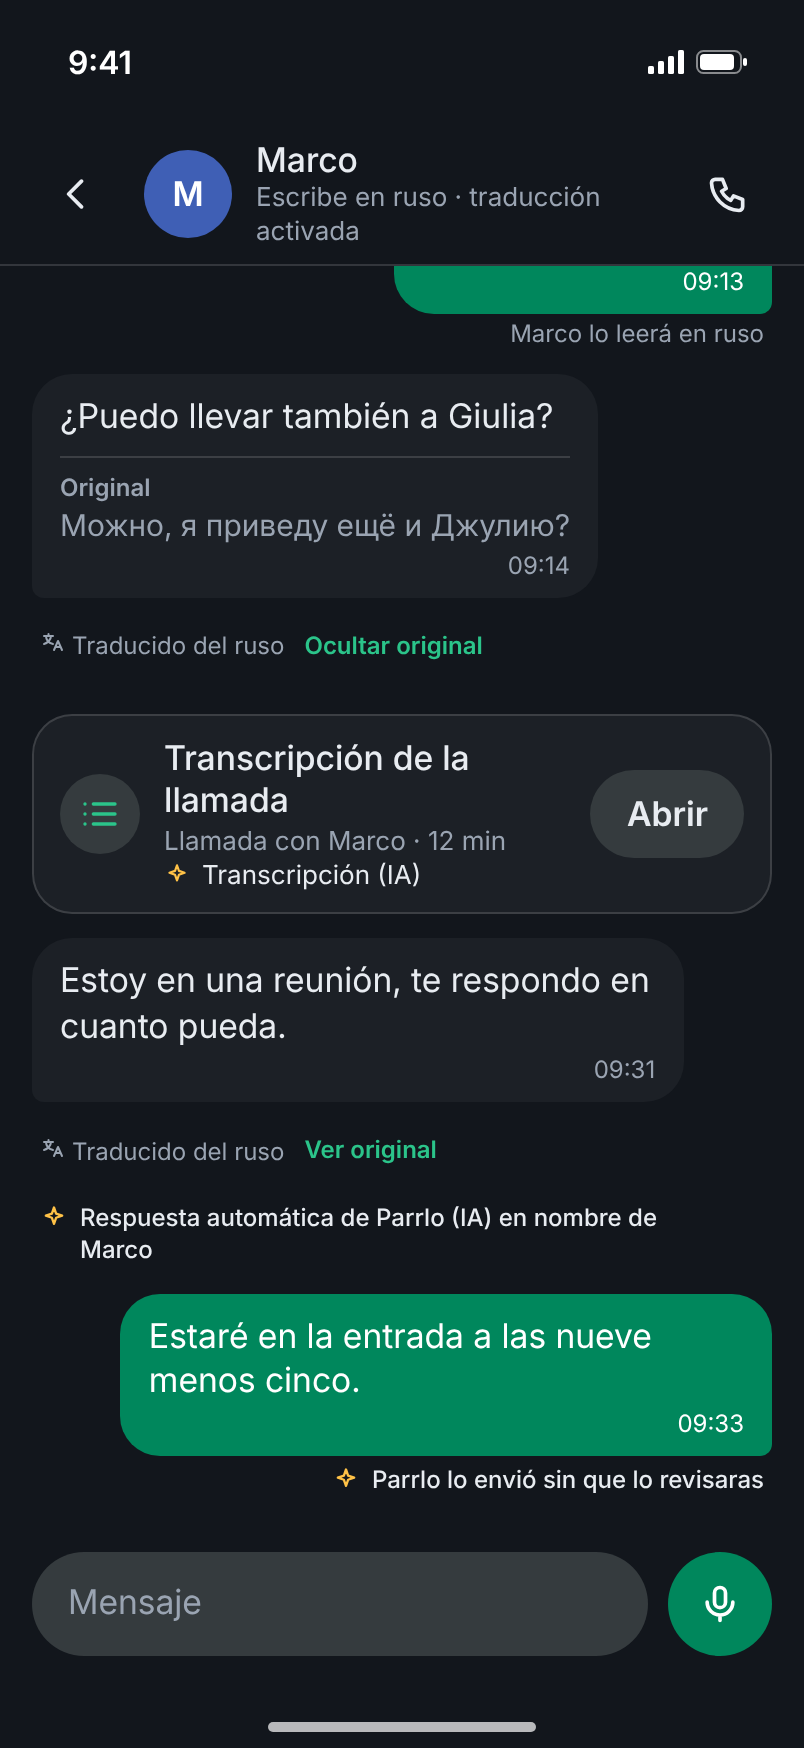 9:41
M
Marco
Escribe en ruso · traducción
activada
09:13
Marco lo leerá en ruso
¿Puedo llevar también a Giulia?
Original
Можно, я приведу ещё и Джулию?
09:14
Traducido del ruso Ocultar original
Transcripción de la
llamada
Llamada con Marco · 12 min
Transcripción (IA)
Abrir
Estoy en una reunión, te respondo en
cuanto pueda.
09:31
Traducido del ruso Ver original
Respuesta automática de Parrlo (IA) en nombre de
Marco
Estaré en la entrada a las nueve
menos cinco.
09:33
Parrlo lo envió sin que lo revisaras
Mensaje